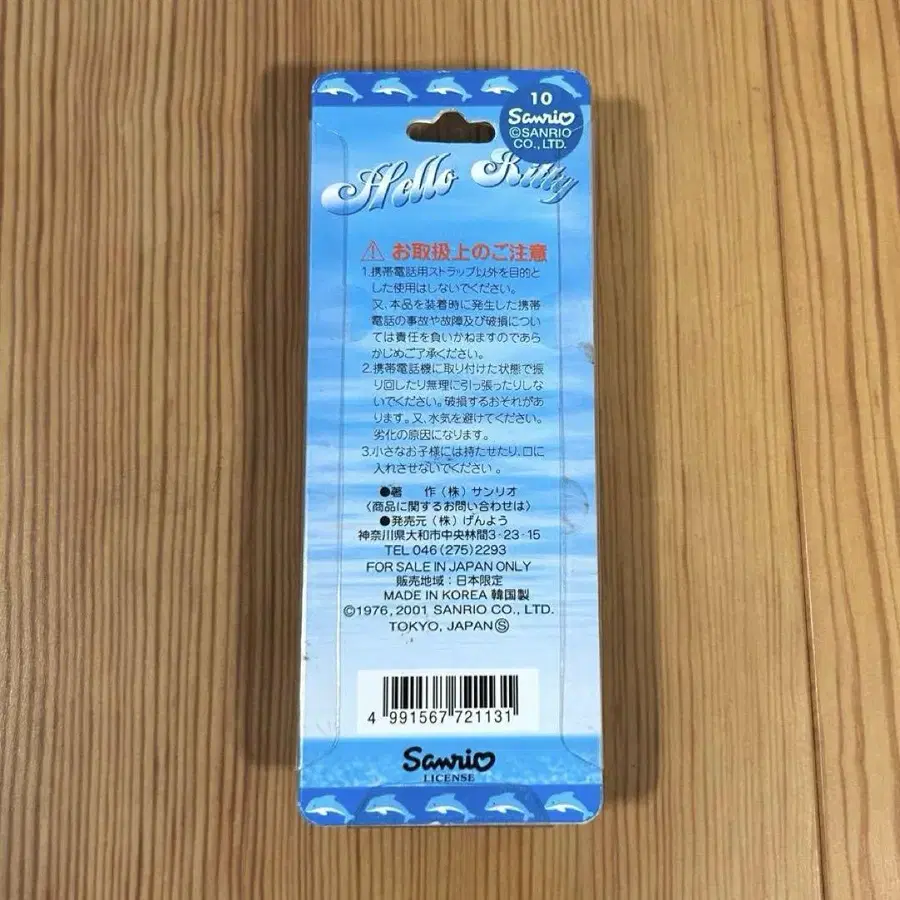 10
Sanrio
©SANRIO
CO., LTD.
Hello Kitty
お取扱上のご注意
1.携帯電話用ストラップ以外を目的と
した使用はしないでください。
又、本品を装着時に発生した携帯
電話の事故や故障及び破損につい
ては責任を負いかねますのであら
かじめご了承ください。
2.携帯電話機に取り付けた状態で振
り回したり無理に引っ張ったりしな
いでください。破損するおそれがあり
ます。又、水気を避けてください。
劣化の原因になります。
3.小さなお子様には持たせたり、口に
入れさせないでください。
●著 作（株）サンリオ
〈商品に関するお問い合わせは〉
●発売元（株）げんよう
神奈川県大和市中央林間3-23-15
TEL 046(275)2293
FOR SALE IN JAPAN ONLY
販売地域：日本限定
MADE IN KOREA 韓国製
©1976, 2001 SANRIO CO., LTD.
TOKYO, JAPAN Ⓢ
4 991567 721131
Sanrio
LICENSE